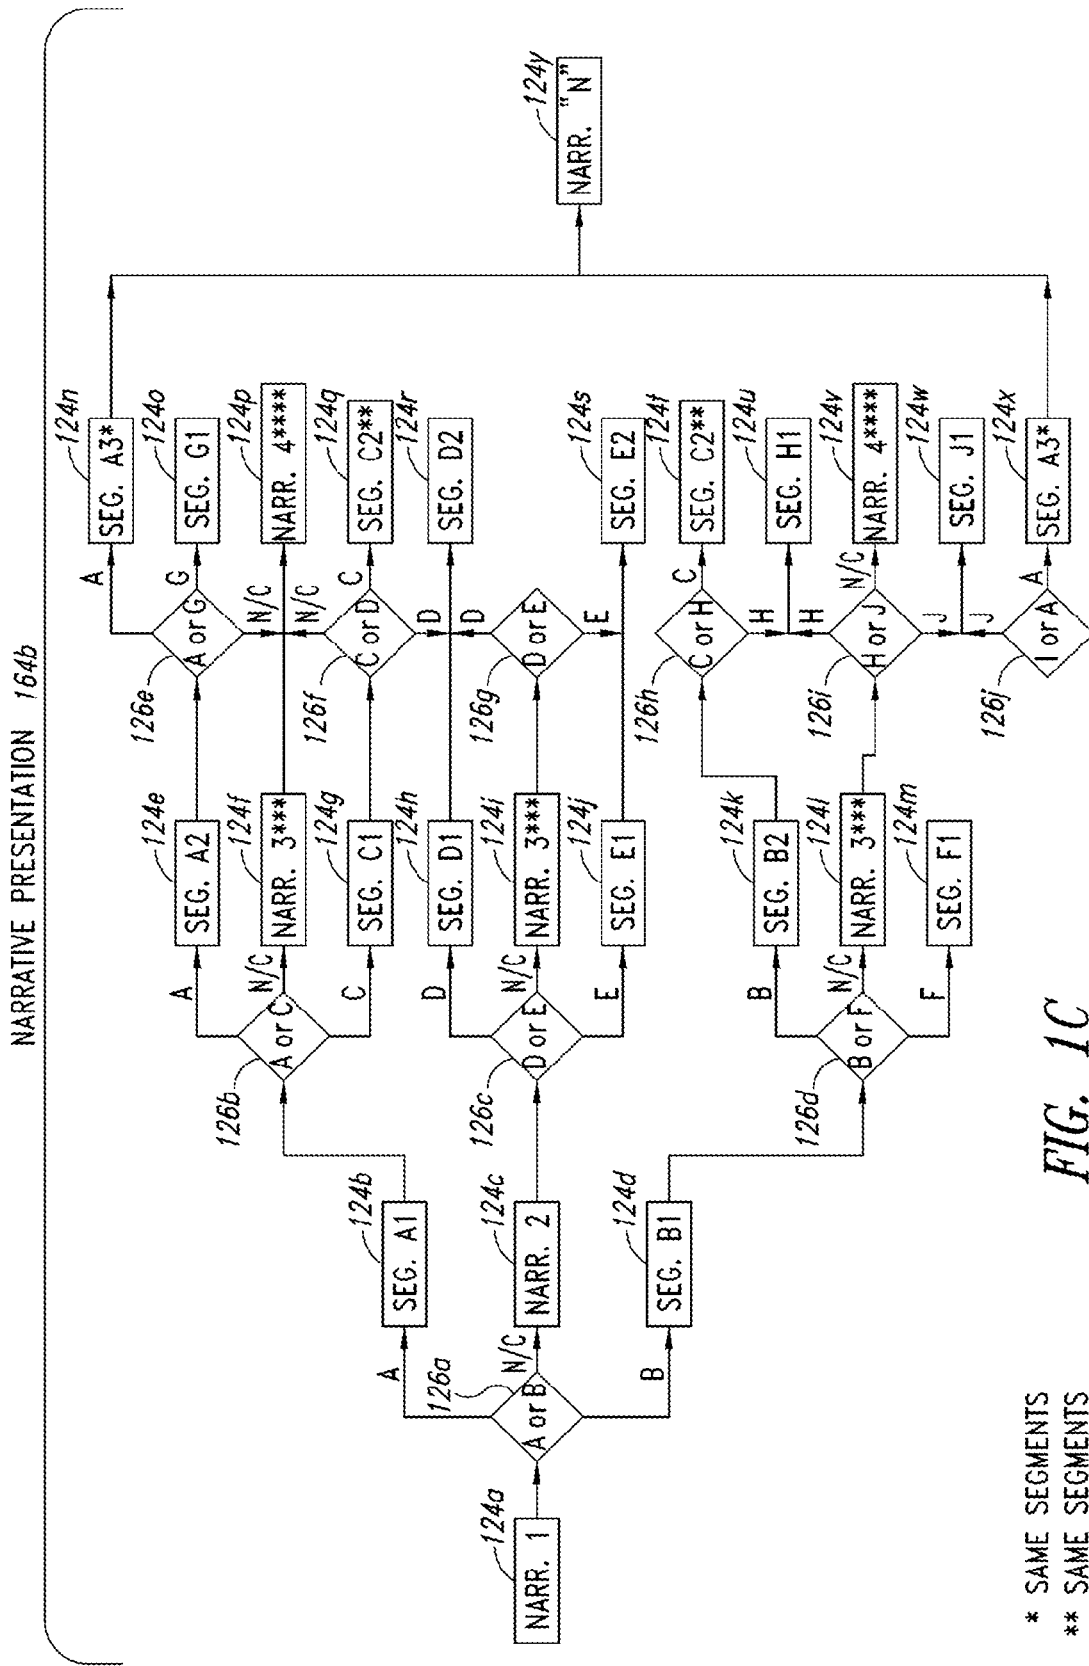 NARRATIVE PRESENTATION 164b
124a
NARR. 1
126a
A or B
A
N/C
B
124b
SEG. A1
124c
NARR. 2
124d
SEG. B1
126b
A or C
A
N/C
C
126c
D or E
D
N/C
E
126d
B or F
B
N/C
F
124e
SEG. A2
124f
NARR. 3***
124g
SEG. C1
124h
SEG. D1
124i
NARR. 3***
124j
SEG. E1
124k
SEG. B2
124l
NARR. 3***
124m
SEG. F1
126e
A or G
A
G
N/C
126f
C or D
N/C
C
D
126g
D or E
D
E
126h
C or H
C
H
126i
H or J
H
N/C
J
126j
I or A
J
A
124n
SEG. A3*
124o
SEG. G1
124p
NARR. 4****
124q
SEG. C2**
124r
SEG. D2
124s
SEG. E2
124t
SEG. C2**
124u
SEG. H1
124v
NARR. 4****
124w
SEG. J1
124x
SEG. A3*
124y
NARR. "N"
* SAME SEGMENTS
** SAME SEGMENTS
FIG. 1C